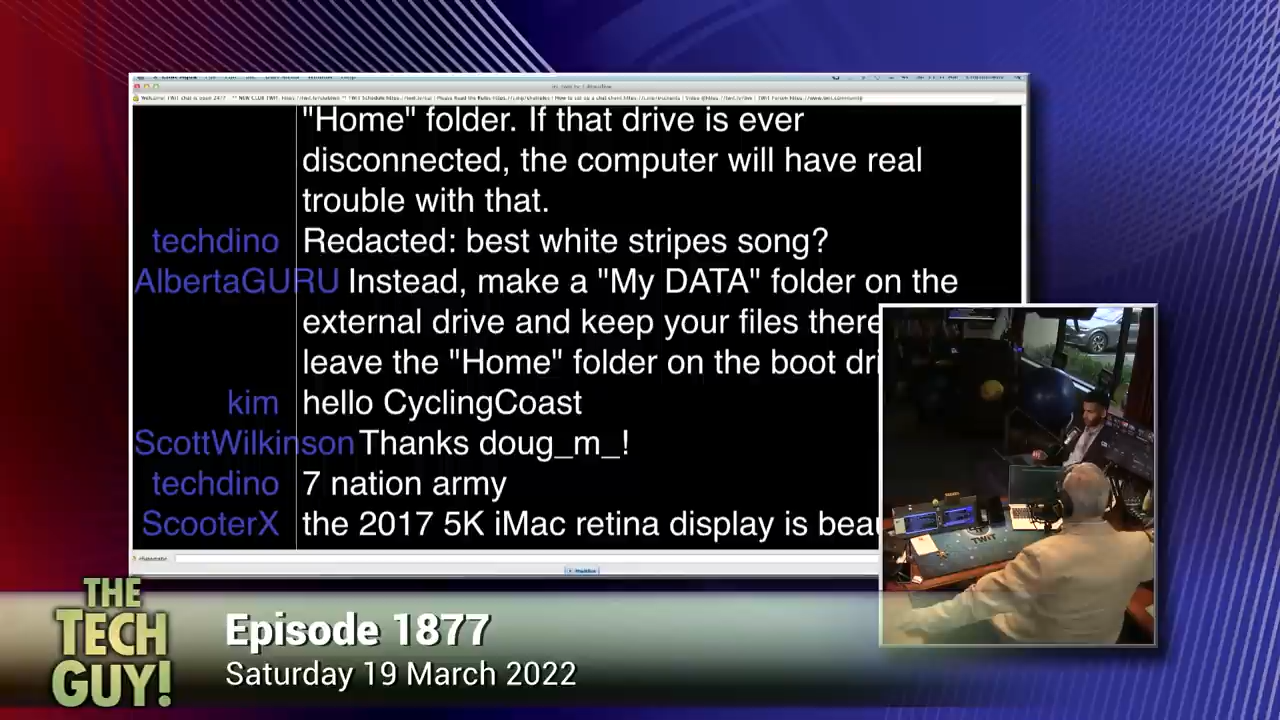 "Home" folder. If that drive is ever
disconnected, the computer will have real
trouble with that.
techdino Redacted: best white stripes song?
AlbertaGURU Instead, make a "My DATA" folder on the
external drive and keep your files there
leave the "Home" folder on the boot dri
kim hello CyclingCoast
ScottWilkinson Thanks doug_m_!
techdino 7 nation army
ScooterX the 2017 5K iMac retina display is beau
THE
TECH
GUY!
Episode 1877
Saturday 19 March 2022